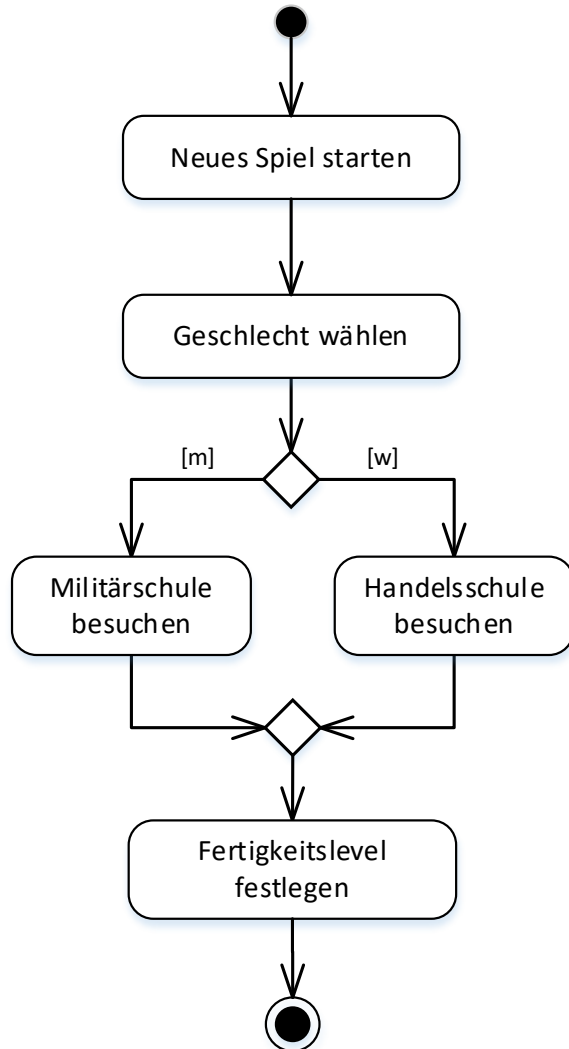 Neues Spiel starten
Geschlecht wählen
[m]
[w]
Militärschule
besuchen
Handelsschule
besuchen
Fertigkeitslevel
festlegen